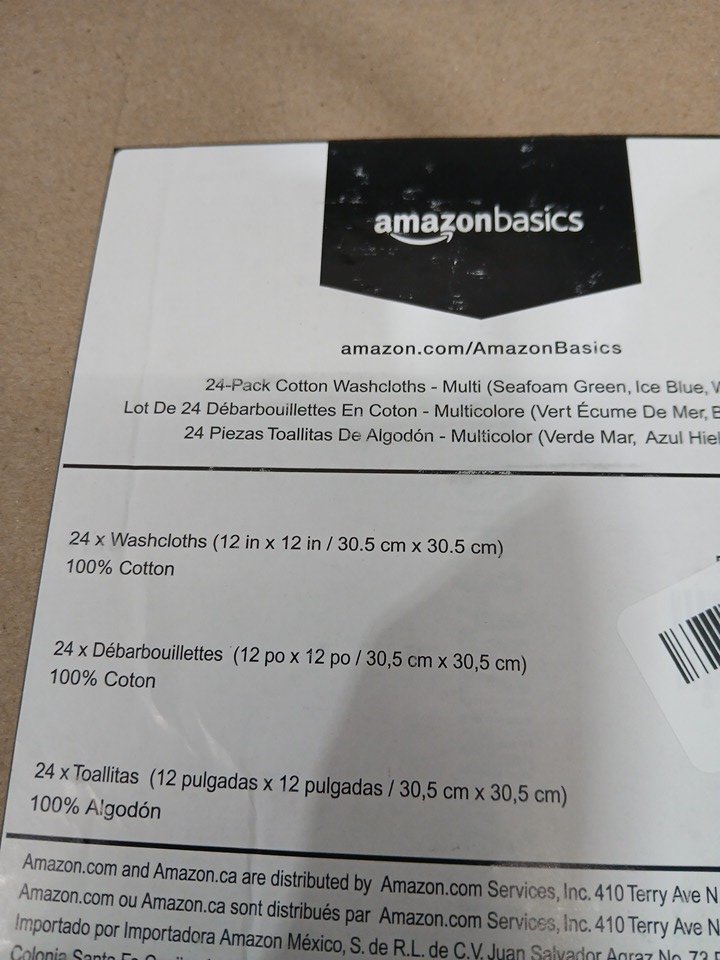 amazonbasics
amazon.com/AmazonBasics
24-Pack Cotton Washcloths - Multi (Seafoam Green, Ice Blue,
Lot De 24 Débarbouillettes En Coton - Multicolore (Vert Écume De Mer,
24 Piezas Toallitas De Algodón - Multicolor (Verde Mar, Azul
24 x Washcloths (12 in x 12 in / 30.5 cm x 30.5 cm)
100% Cotton
24 x Débarbouillettes (12 po x 12 po / 30,5 cm x 30,5 cm)
100% Coton
24 x Toallitas (12 pulgadas x 12 pulgadas / 30,5 cm x 30,5 cm)
100% Algodón
Amazon.com and Amazon.ca are distributed by Amazon.com Services, Inc. 410 Terry Ave N
Amazon.com ou Amazon.ca sont distribués par Amazon.com Services, Inc. 410 Terry Ave N
Importado por Importadora Amazon México, S. de R.L. de C.V. Juan Salvador Agraz No. 73
Colonia Santa Fe